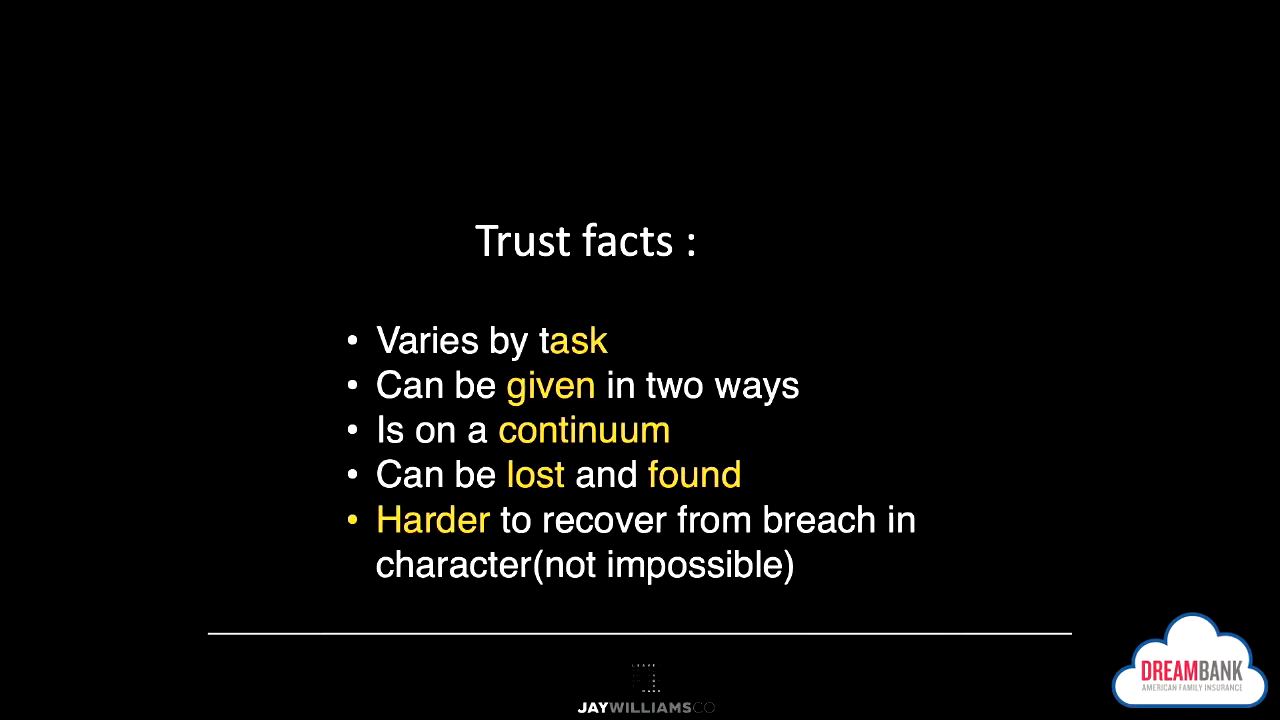 Trust facts :
• Varies by task
• Can be given in two ways
• Is on a continuum
• Can be lost and found
• Harder to recover from breach in
character(not impossible)
JAYWILLIAMSCO
DREAMBANK
AMERICAN FAMILY INSURANCE